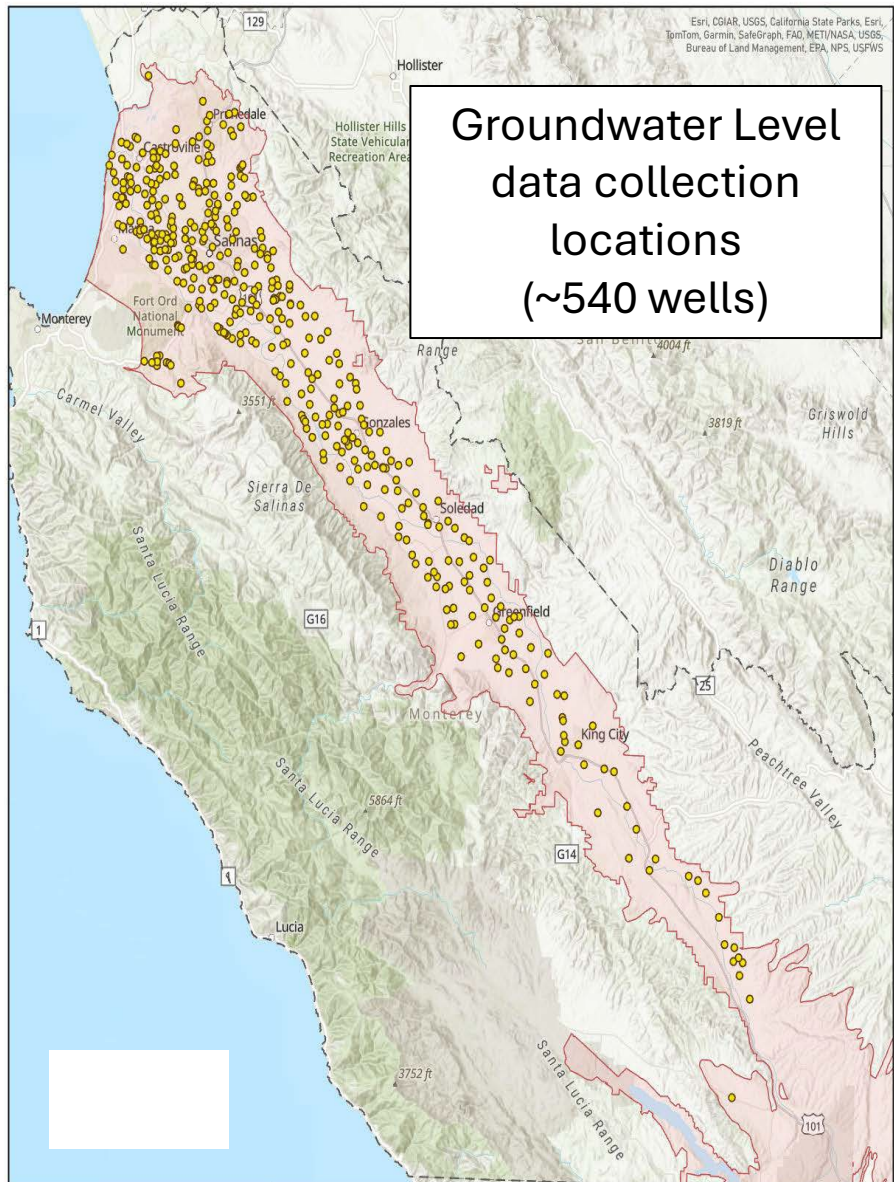 Esri, CGIAR, USGS, California State Parks, Esri,
TomTom, Garmin, SafeGraph, FAO, METI/NASA, USGS,
Bureau of Land Management, EPA, NPS, USFWS
129
Hollister
Groundwater Level
data collection
locations
(~540 wells)
Hollister Hills
State Vehicular
Recreation Area
Prunedale
Castroville
Salinas
Fort Ord
National
Monument
Monterey
Range
4004 ft
Carmel Valley
3551 ft
Gonzales
3819 ft
Griswold
Hills
Sierra De
Salinas
Soledad
Santa Lucia Range
Diablo
Range
G16
Greenfield
1
25
Monterey
King City
Peachtree Valley
Santa Lucia Range
5864 ft
G14
Lucia
Santa Lucia Range
3752 ft
101